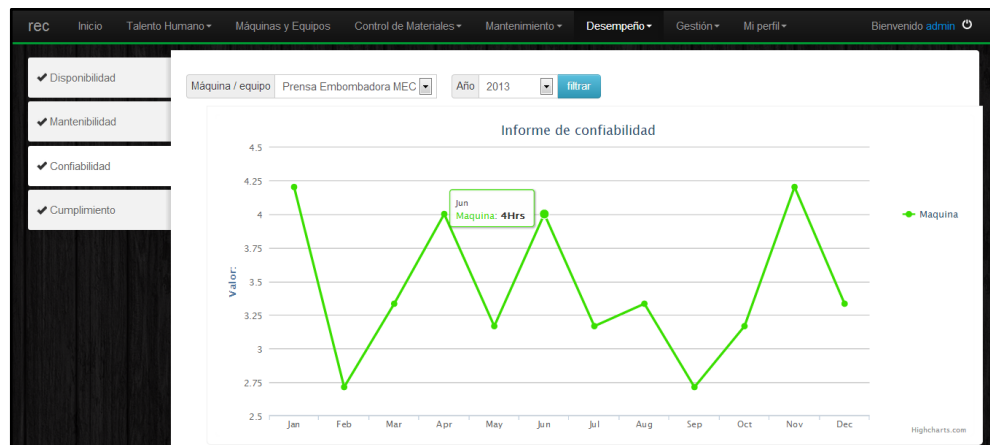 rec Inicio Talento Humano Máquinas y Equipos Control de Materiales Mantenimiento Desempeño Gestión Mi perfil Bienvenido admin
Disponibilidad
Mantenibilidad
Confiabilidad
Cumplimiento
Máquina / equipo Prensa Embombadora MEC Año 2013 filtrar
Informe de confiabilidad
Valor:
4.5
4.25
4
3.75
3.5
3.25
3
2.75
2.5
Jun
Maquina: 4Hrs
Maquina
Jan Feb Mar Apr May Jun Jul Aug Sep Oct Nov Dec
Highcharts.com